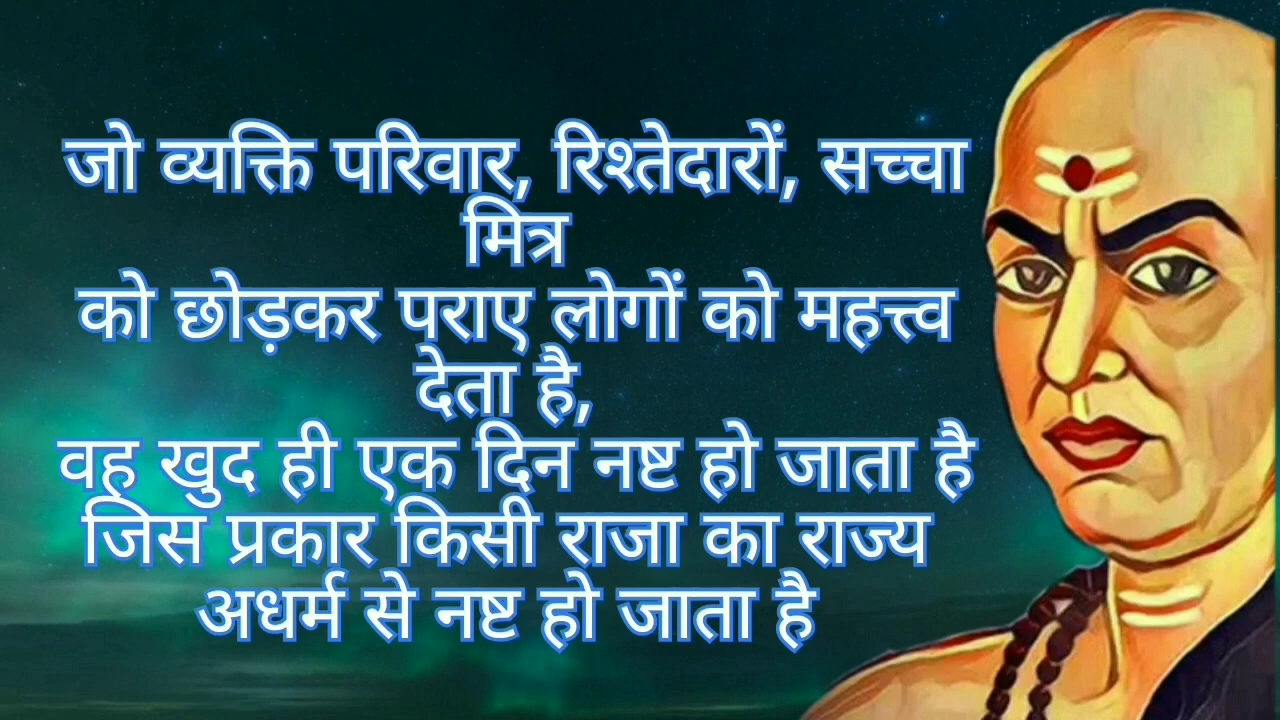 जो व्यक्ति परिवार, रिश्तेदारों, सच्चा
मित्र
को छोड़कर पराए लोगों को महत्त्व
देता है,
वह खुद ही एक दिन नष्ट हो जाता है
जिस प्रकार किसी राजा का राज्य
अधर्म से नष्ट हो जाता है